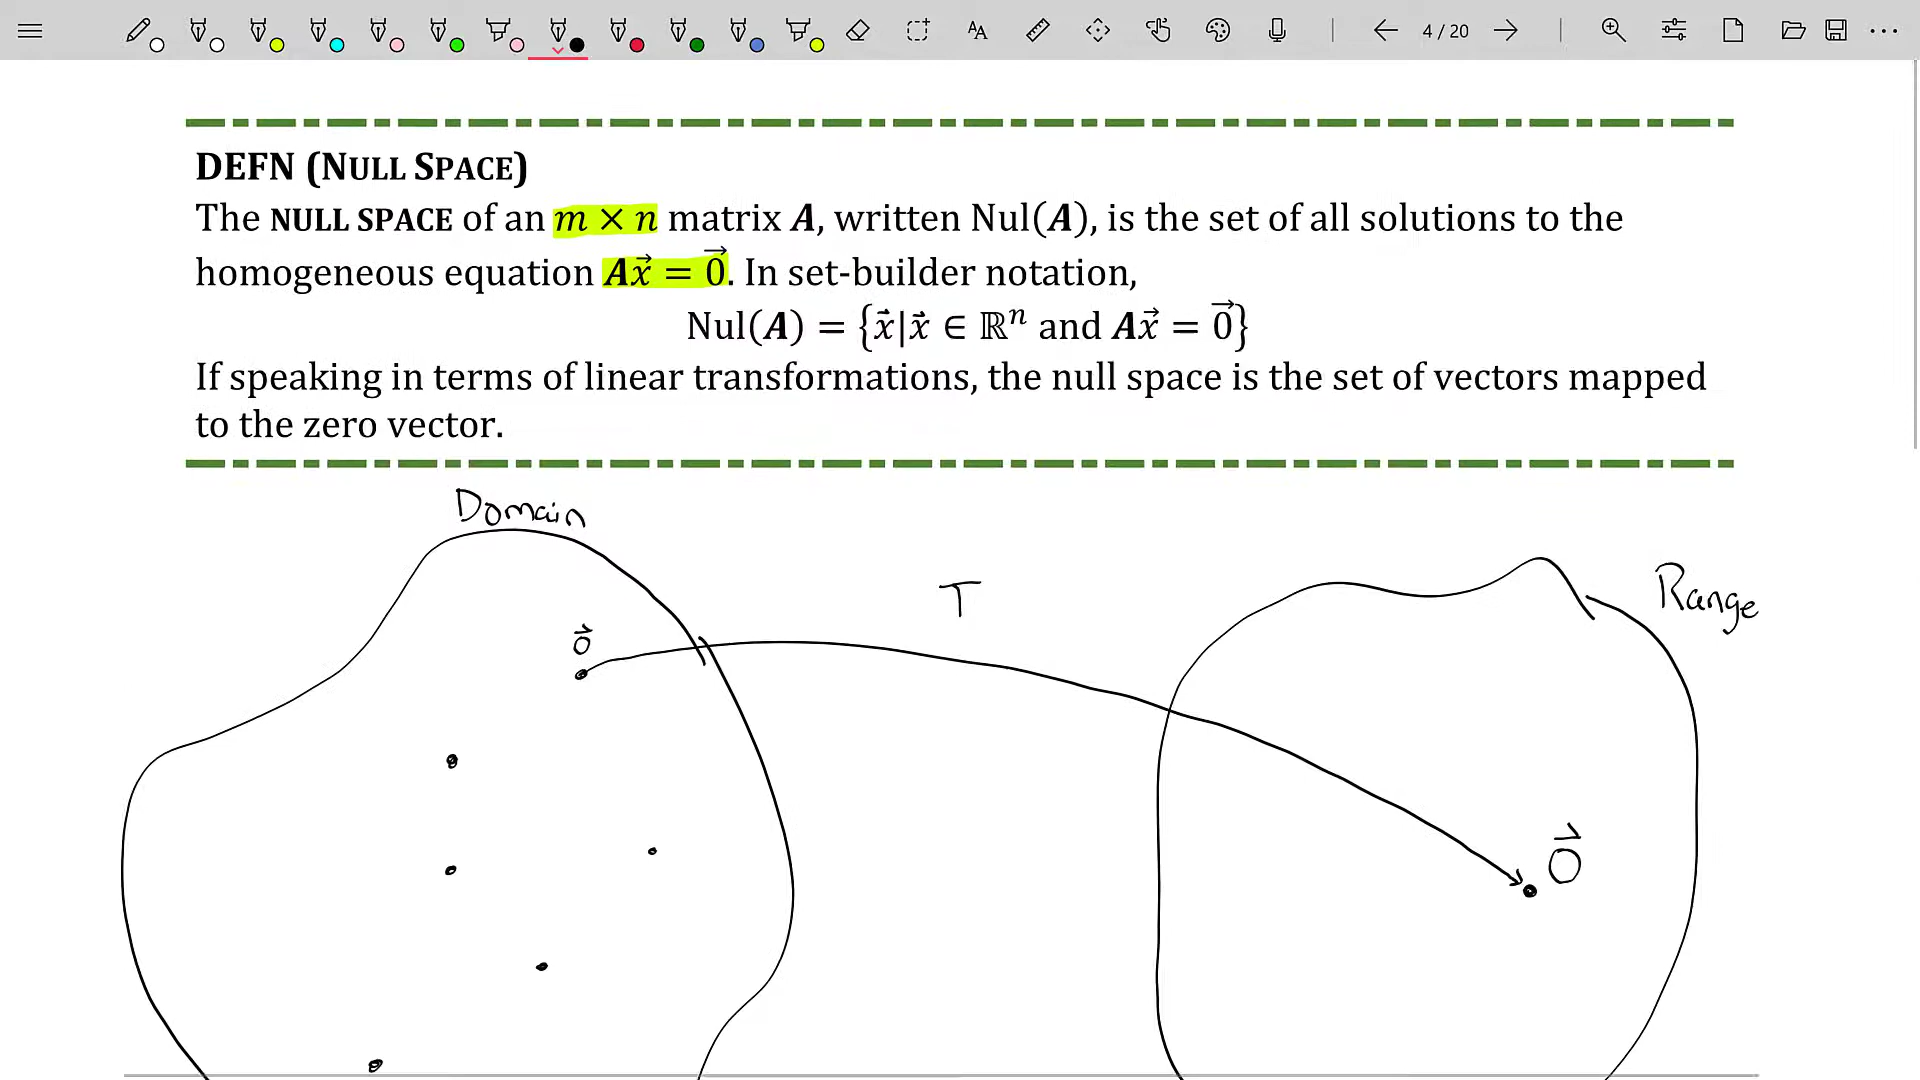 4 / 20
DEFN (NULL SPACE)
The NULL SPACE of an m × n matrix A, written Nul(A), is the set of all solutions to the
homogeneous equation Ax⃗ = 0⃗. In set-builder notation,
Nul(A) = {x⃗|x⃗ ∈ ℝⁿ and Ax⃗ = 0⃗}
If speaking in terms of linear transformations, the null space is the set of vectors mapped
to the zero vector.
Domain
T
Range
0⃗
0⃗